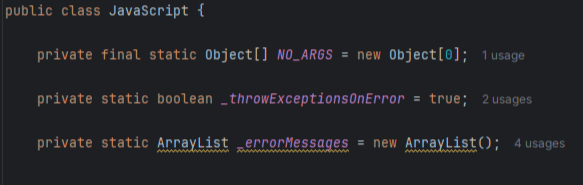 public class JavaScript {
private final static Object[] NO_ARGS = new Object[0]; 1 usage
private static boolean _throwExceptionsOnError = true; 2 usages
private static ArrayList _errorMessages = new ArrayList(); 4 usages